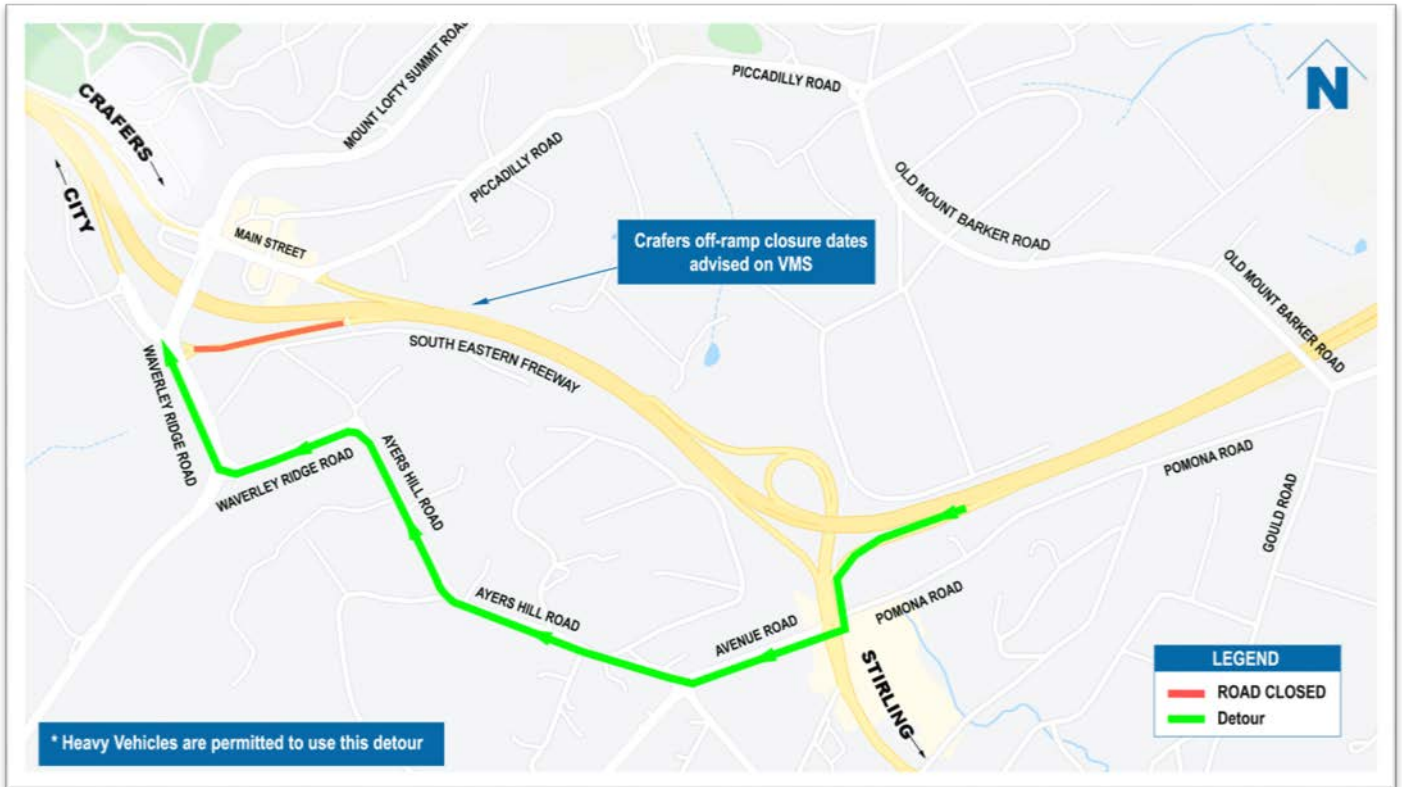 MOUNT LOFTY SUMMIT ROAD
PICCADILLY ROAD
N
CRAFERS
CITY
PICCADILLY ROAD
OLD MOUNT BARKER ROAD
MAIN STREET
Crafers off-ramp closure dates
advised on VMS
OLD MOUNT BARKER ROAD
SOUTH EASTERN FREEWAY
WAVERLEY RIDGE ROAD
WAVERLEY RIDGE ROAD
AYERS HILL ROAD
POMONA ROAD
GOULD ROAD
AYERS HILL ROAD
AVENUE ROAD
POMONA ROAD
STIRLING
LEGEND
ROAD CLOSED
Detour
* Heavy Vehicles are permitted to use this detour